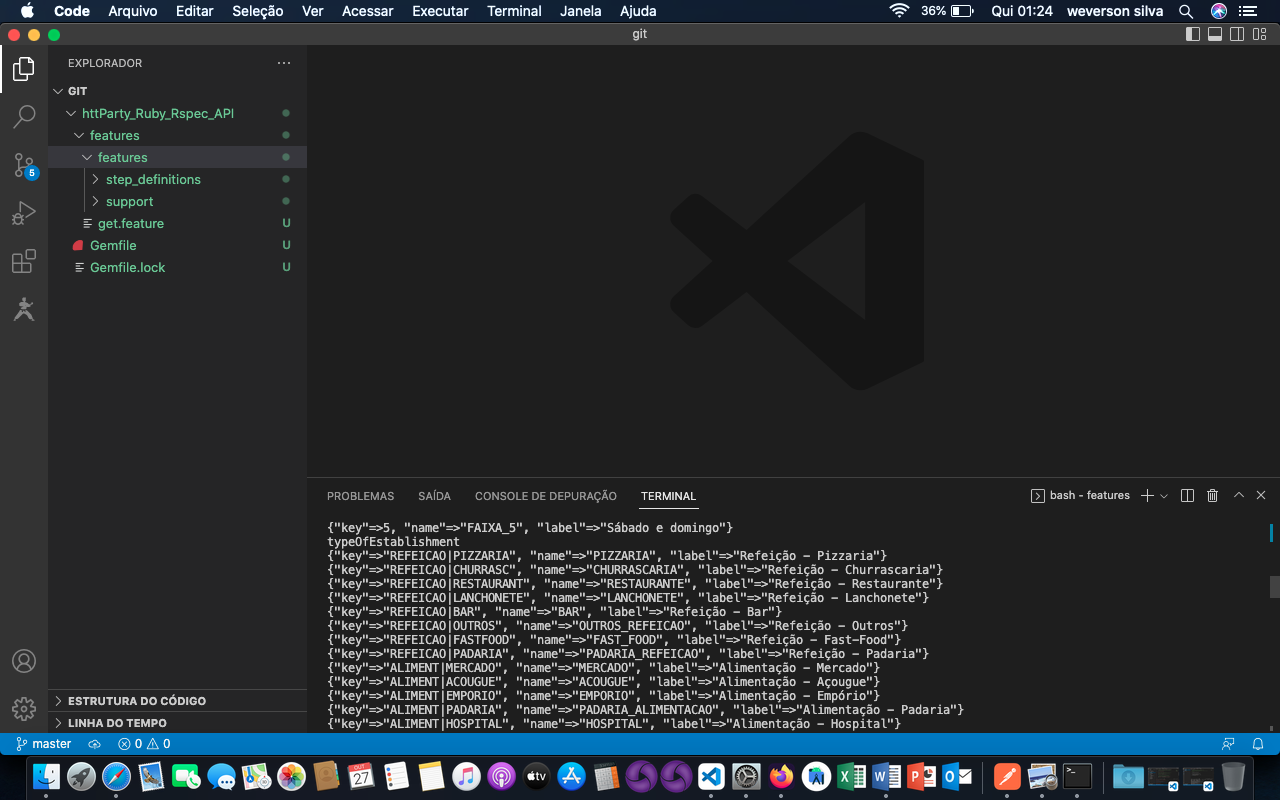 Code Arquivo Editar Seleção Ver Acessar Executar Terminal Janela Ajuda 36% Qui 01:24 weverson silva
git
EXPLORADOR
GIT
httParty_Ruby_Rspec_API
features
features
5
step_definitions
support
get.feature U
Gemfile U
Gemfile.lock U
PROBLEMAS SAÍDA CONSOLE DE DEPURAÇÃO TERMINAL bash - features
{"key"=>5, "name"=>"FAIXA_5", "label"=>"Sábado e domingo"}
typeOfEstablishment
{"key"=>"REFEICAO|PIZZARIA", "name"=>"PIZZARIA", "label"=>"Refeição - Pizzaria"}
{"key"=>"REFEICAO|CHURRASC", "name"=>"CHURRASCARIA", "label"=>"Refeição - Churrascaria"}
{"key"=>"REFEICAO|RESTAURANT", "name"=>"RESTAURANTE", "label"=>"Refeição - Restaurante"}
{"key"=>"REFEICAO|LANCHONETE", "name"=>"LANCHONETE", "label"=>"Refeição - Lanchonete"}
{"key"=>"REFEICAO|BAR", "name"=>"BAR", "label"=>"Refeição - Bar"}
{"key"=>"REFEICAO|OUTROS", "name"=>"OUTROS_REFEICAO", "label"=>"Refeição - Outros"}
{"key"=>"REFEICAO|FASTFOOD", "name"=>"FAST_FOOD", "label"=>"Refeição - Fast-Food"}
{"key"=>"REFEICAO|PADARIA", "name"=>"PADARIA_REFEICAO", "label"=>"Refeição - Padaria"}
{"key"=>"ALIMENT|MERCADO", "name"=>"MERCADO", "label"=>"Alimentação - Mercado"}
{"key"=>"ALIMENT|ACOUGUE", "name"=>"ACOUGUE", "label"=>"Alimentação - Açougue"}
{"key"=>"ALIMENT|EMPORIO", "name"=>"EMPORIO", "label"=>"Alimentação - Empório"}
{"key"=>"ALIMENT|PADARIA", "name"=>"PADARIA_ALIMENTACAO", "label"=>"Alimentação - Padaria"}
{"key"=>"ALIMENT|HOSPITAL", "name"=>"HOSPITAL", "label"=>"Alimentação - Hospital"}
ESTRUTURA DO CÓDIGO
LINHA DO TEMPO
master 0 0
OUT
27
tv